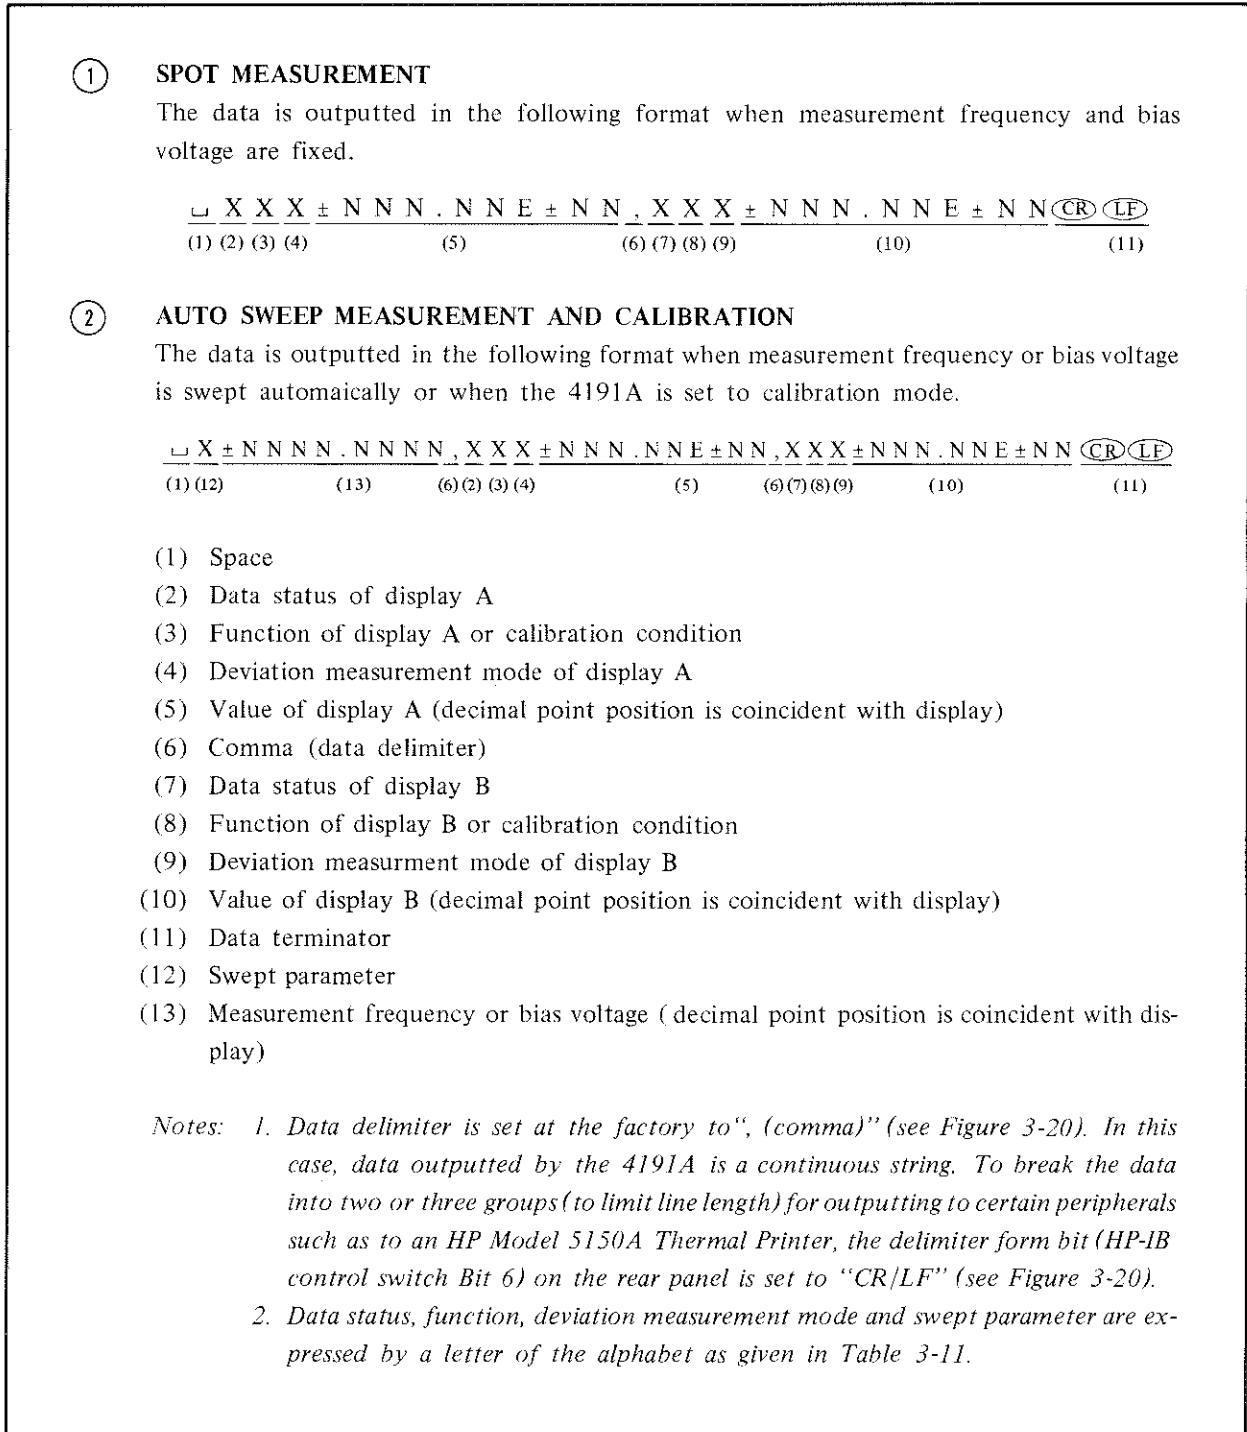 ① SPOT MEASUREMENT
The data is outputted in the following format when measurement frequency and bias
voltage are fixed.
␣ X X X ± N N N . N N E ± N N , X X X ± N N N . N N E ± N N CR LF
(1) (2) (3) (4) (5) (6) (7) (8) (9) (10) (11)
② AUTO SWEEP MEASUREMENT AND CALIBRATION
The data is outputted in the following format when measurement frequency or bias voltage
is swept automaically or when the 4191A is set to calibration mode.
␣ X ± N N N N . N N N N , X X X ± N N N . N N E ± N N , X X X ± N N N . N N E ± N N CR LF
(1) (12) (13) (6) (2) (3) (4) (5) (6) (7) (8) (9) (10) (11)
(1) Space
(2) Data status of display A
(3) Function of display A or calibration condition
(4) Deviation measurement mode of display A
(5) Value of display A (decimal point position is coincident with display)
(6) Comma (data delimiter)
(7) Data status of display B
(8) Function of display B or calibration condition
(9) Deviation measurment mode of display B
(10) Value of display B (decimal point position is coincident with display)
(11) Data terminator
(12) Swept parameter
(13) Measurement frequency or bias voltage ( decimal point position is coincident with dis-
play)
Notes: 1. Data delimiter is set at the factory to “, (comma)” (see Figure 3-20). In this
case, data outputted by the 4191A is a continuous string. To break the data
into two or three groups (to limit line length) for outputting to certain peripherals
such as to an HP Model 5150A Thermal Printer, the delimiter form bit (HP-IB
control switch Bit 6) on the rear panel is set to “CR/LF” (see Figure 3-20).
2. Data status, function, deviation measurement mode and swept parameter are ex-
pressed by a letter of the alphabet as given in Table 3-11.